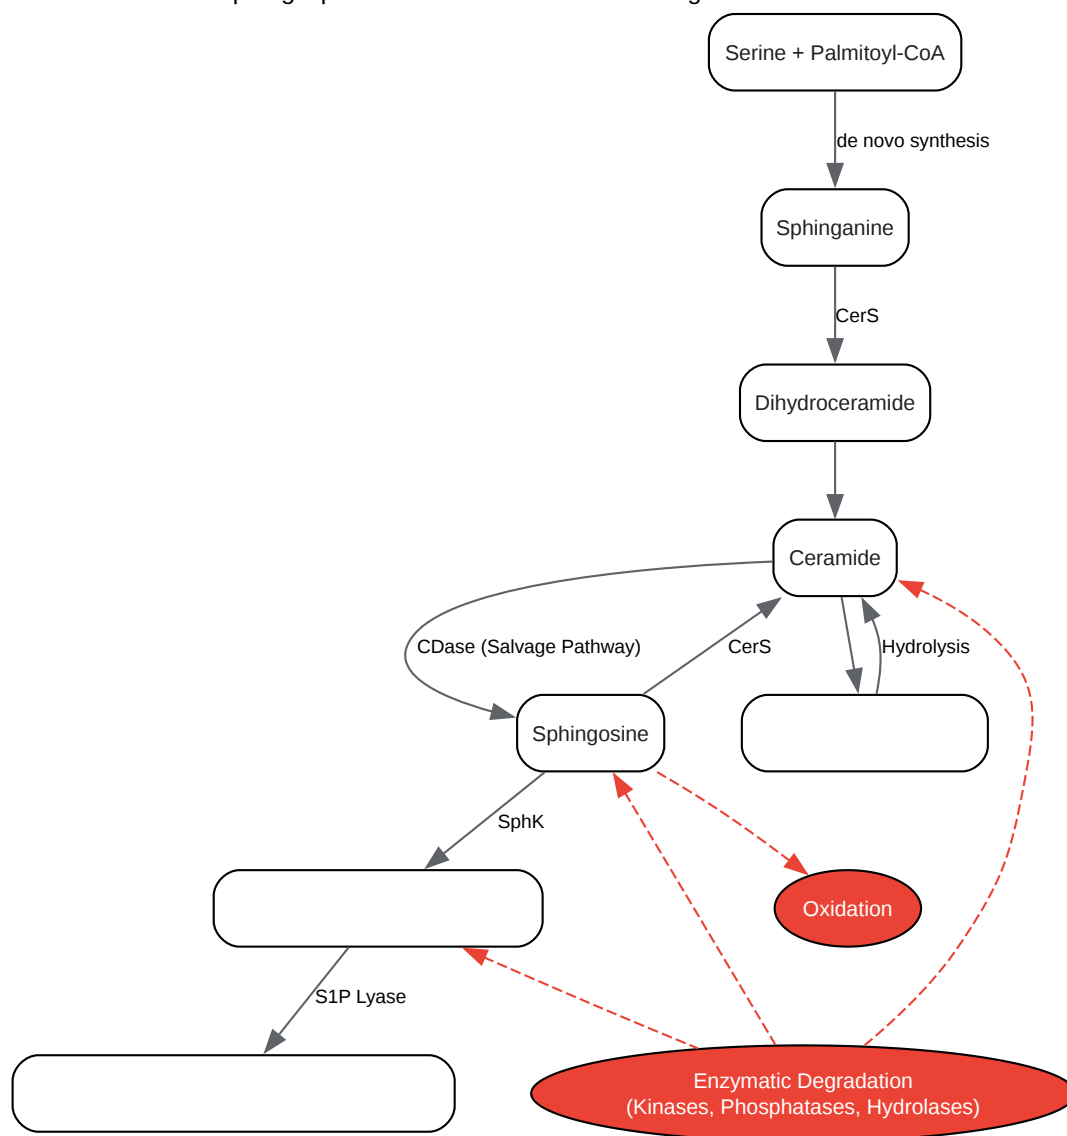 Serine + Palmitoyl-CoA
de novo synthesis
Sphinganine
CerS
Dihydroceramide
Ceramide
CDase (Salvage Pathway)
CerS
Hydrolysis
Sphingosine
SphK
Oxidation
S1P Lyase
Enzymatic Degradation
(Kinases, Phosphatases, Hydrolases)